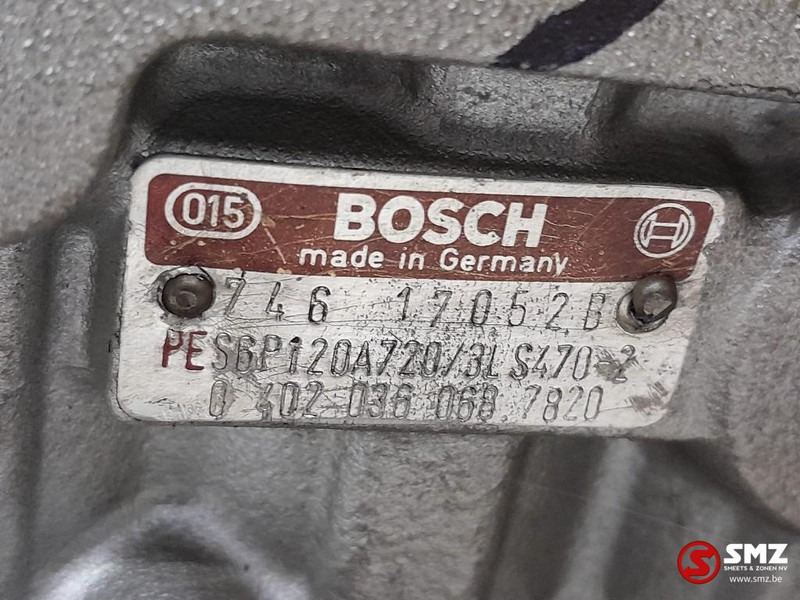 015 BOSCH
made in Germany
746 17052B
PES6P120A720/3LS470-2
0 402 036 068 7820
SMZ
SMEETS & ZONEN NV
www.smz.be